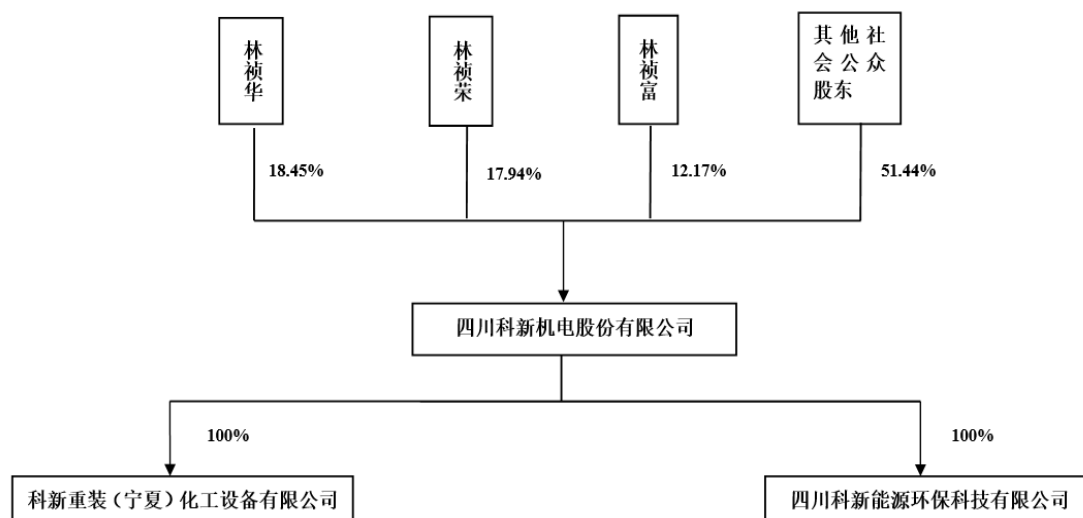 林祯华
林祯荣
林祯富
其他社
会公众
股东
18.45%
17.94%
12.17%
51.44%
四川科新机电股份有限公司
100%
100%
科新重装（宁夏）化工设备有限公司
四川科新能源环保科技有限公司